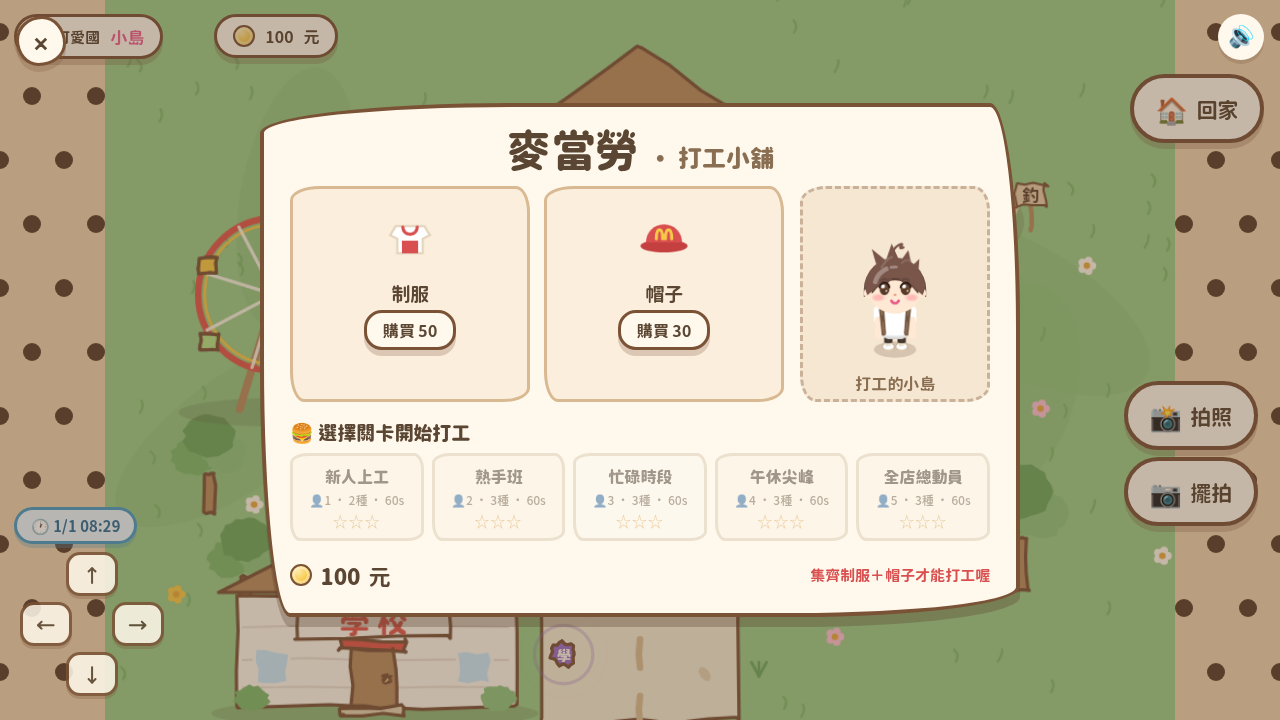 可愛國 小島
100 元
回家
麥當勞 · 打工小舖
釣
制服
購買 50
帽子
購買 30
打工的小島
選擇關卡開始打工
新人上工
1 · 2種 · 60s
熟手班
2 · 3種 · 60s
忙碌時段
3 · 3種 · 60s
午休尖峰
4 · 3種 · 60s
全店總動員
5 · 3種 · 60s
☆☆☆ ☆☆☆ ☆☆☆ ☆☆☆ ☆☆☆
拍照
擺拍
1/1 08:29
100 元
集齊制服＋帽子才能打工喔
↑
← →
↓
学校
學